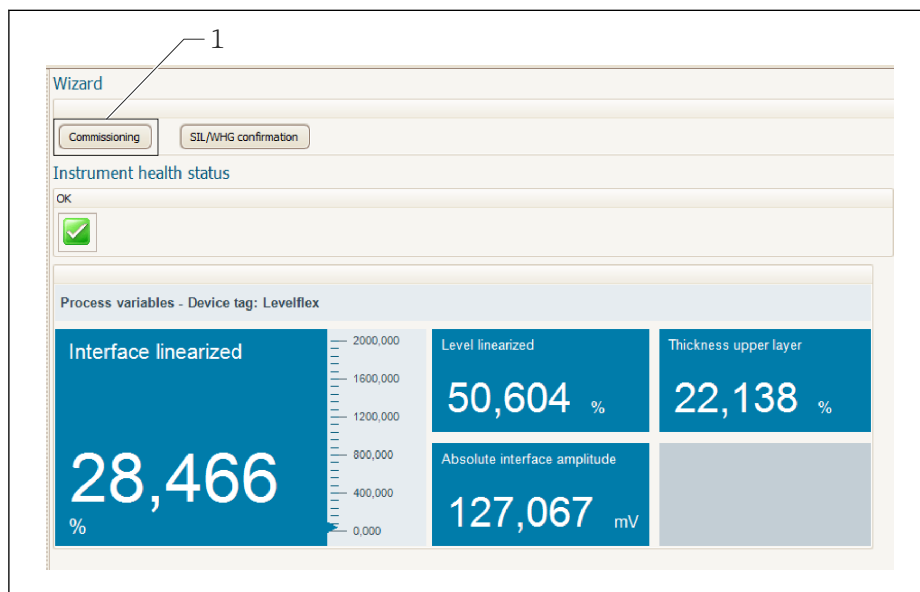 1
Wizard
Commissioning
SIL/WHG confirmation
Instrument health status
OK
Process variables - Device tag: Levelflex
Interface linearized
28,466
%
2000,000
1600,000
1200,000
800,000
400,000
0,000
Level linearized
50,604 %
Thickness upper layer
22,138 %
Absolute interface amplitude
127,067 mV